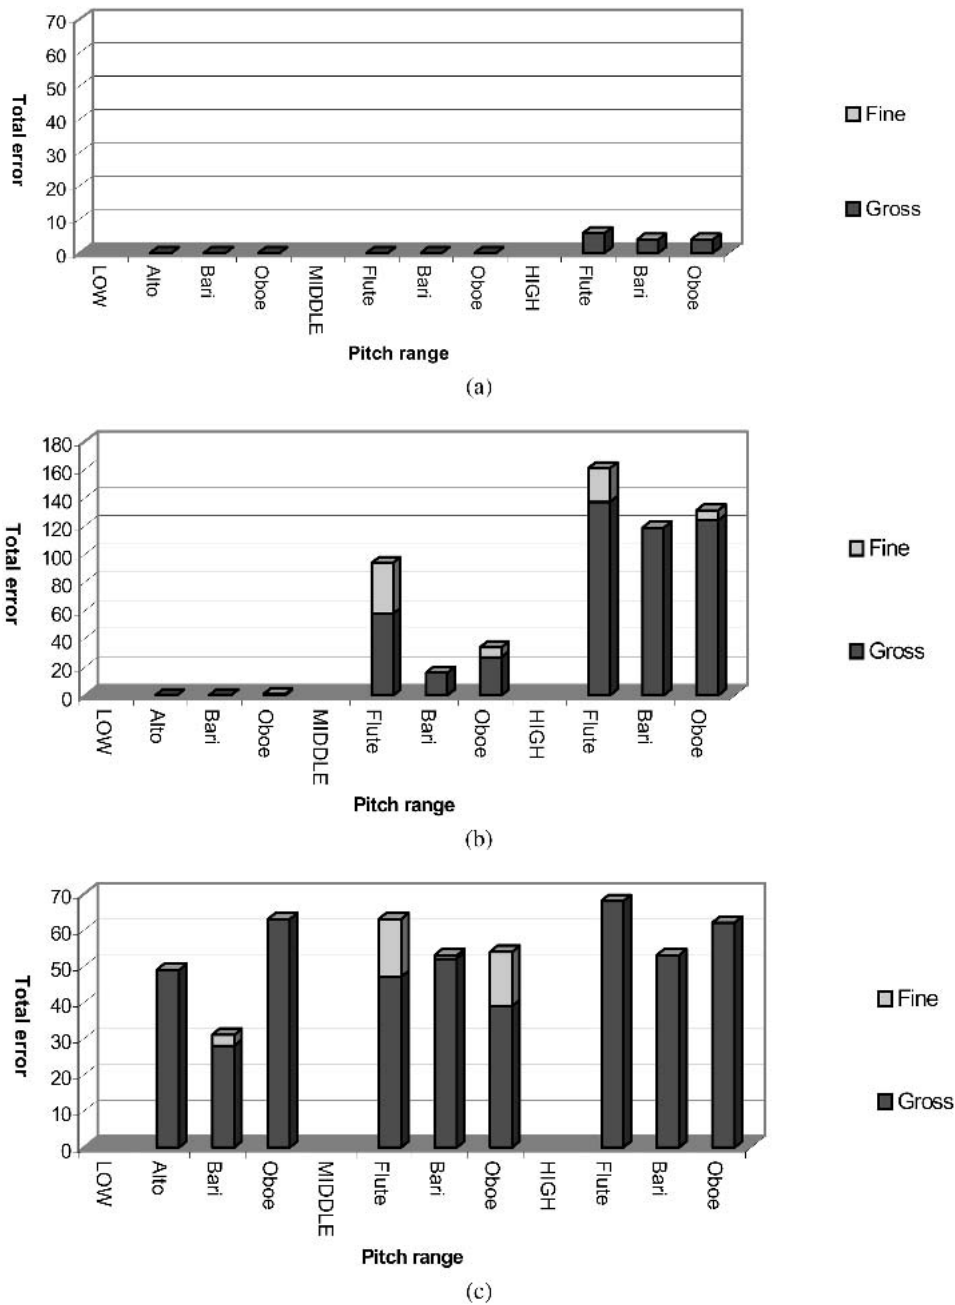 70
60
50
40
30
20
10
0
Total error
LOW Alto Bari Oboe MIDDLE Flute Bari Oboe HIGH Flute Bari Oboe
Pitch range
Fine
Gross
(a)
180
160
140
120
100
80
60
40
20
0
Total error
LOW Alto Bari Oboe MIDDLE Flute Bari Oboe HIGH Flute Bari Oboe
Pitch range
Fine
Gross
(b)
70
60
50
40
30
20
10
0
Total error
LOW Alto Bari Oboe MIDDLE Flute Bari Oboe HIGH Flute Bari Oboe
Pitch range
Fine
Gross
(c)